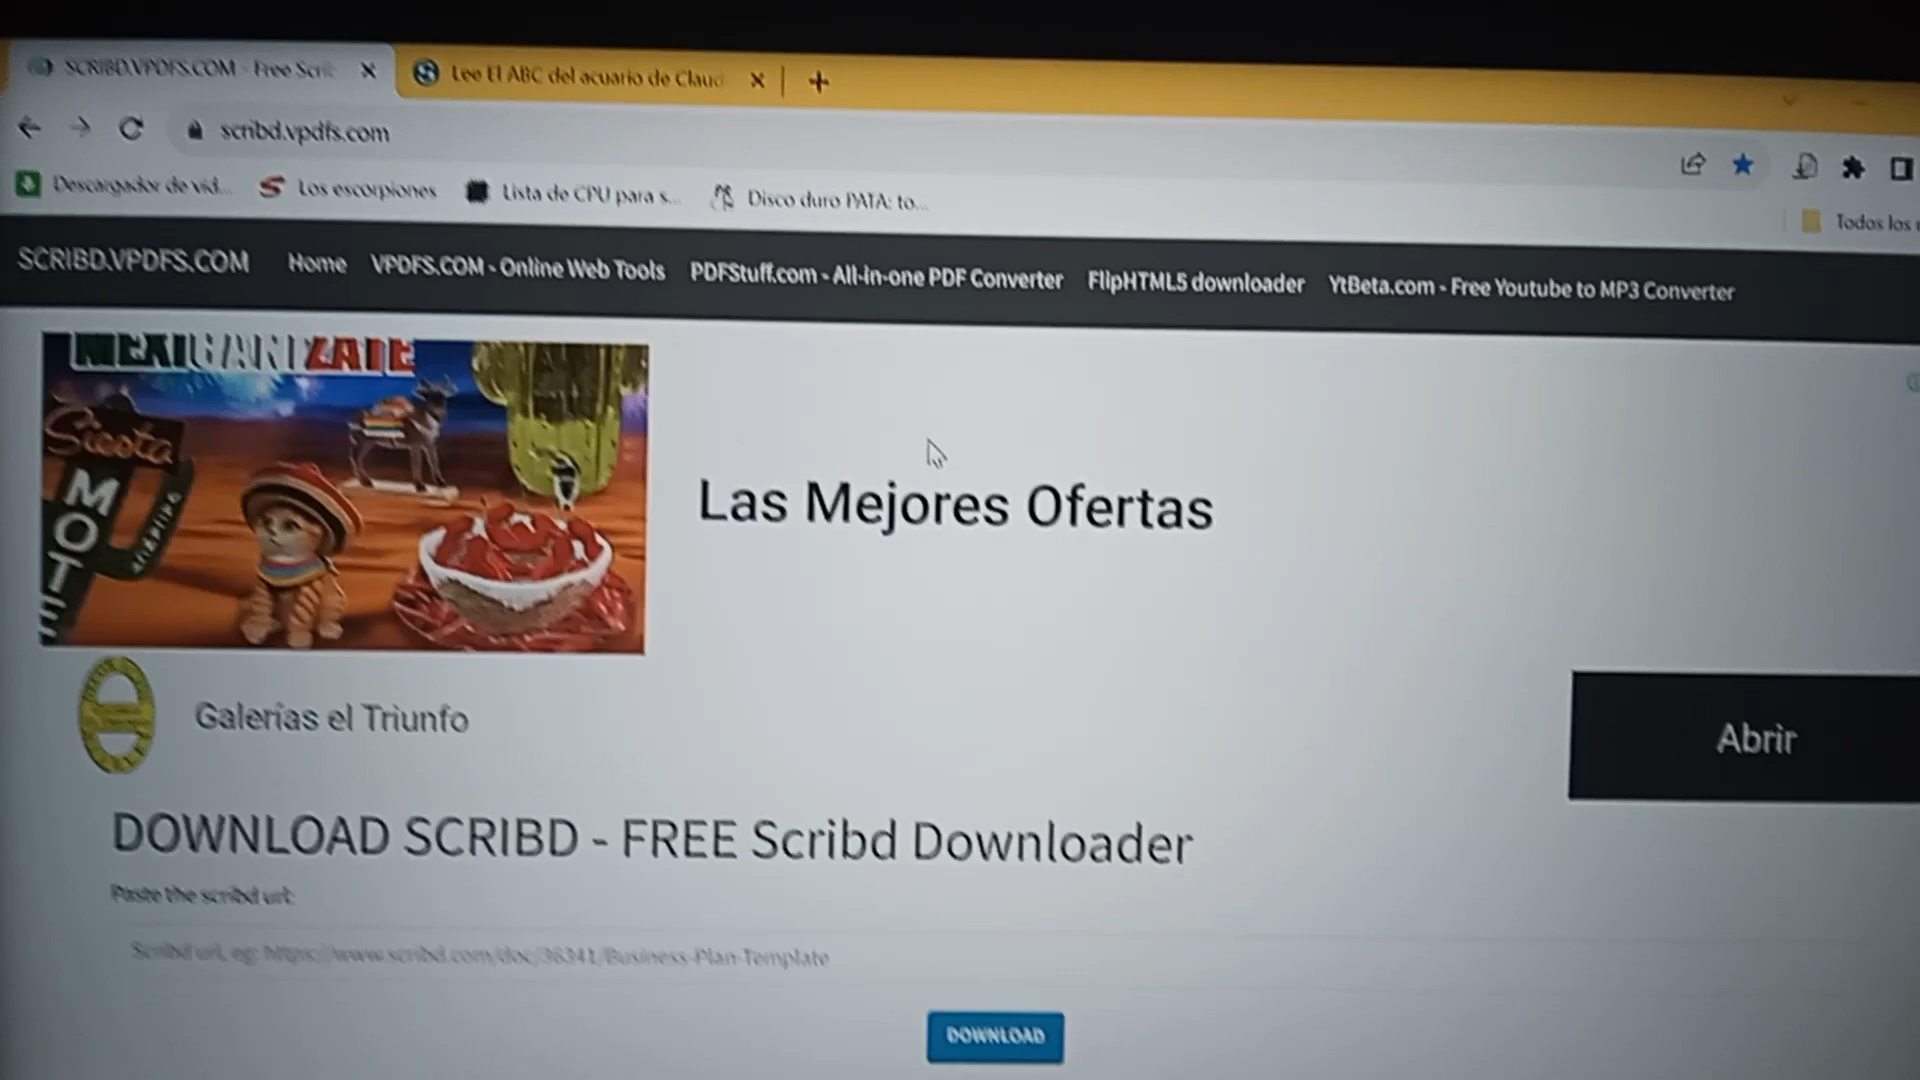 SCRIBD.VPDFS.COM - Free Scri
Lee El ABC del acuario de Claud
scribd.vpdfs.com
Descargador de vid...
Los escorpiones
Lista de CPU para s...
Disco duro PATA: to...
Todos los
SCRIBD.VPDFS.COM
Home
VPDFS.COM - Online Web Tools
PDFStuff.com - All-in-one PDF Converter
FlipHTML5 downloader
YtBeta.com - Free Youtube to MP3 Converter
MEXICANIZATE
Siesta
MOTEL
Las Mejores Ofertas
Galerías el Triunfo
Abrir
DOWNLOAD SCRIBD - FREE Scribd Downloader
Paste the scribd url:
Scribd url, eg: https://www.scribd.com/doc/36341/Business-Plan-Template
DOWNLOAD